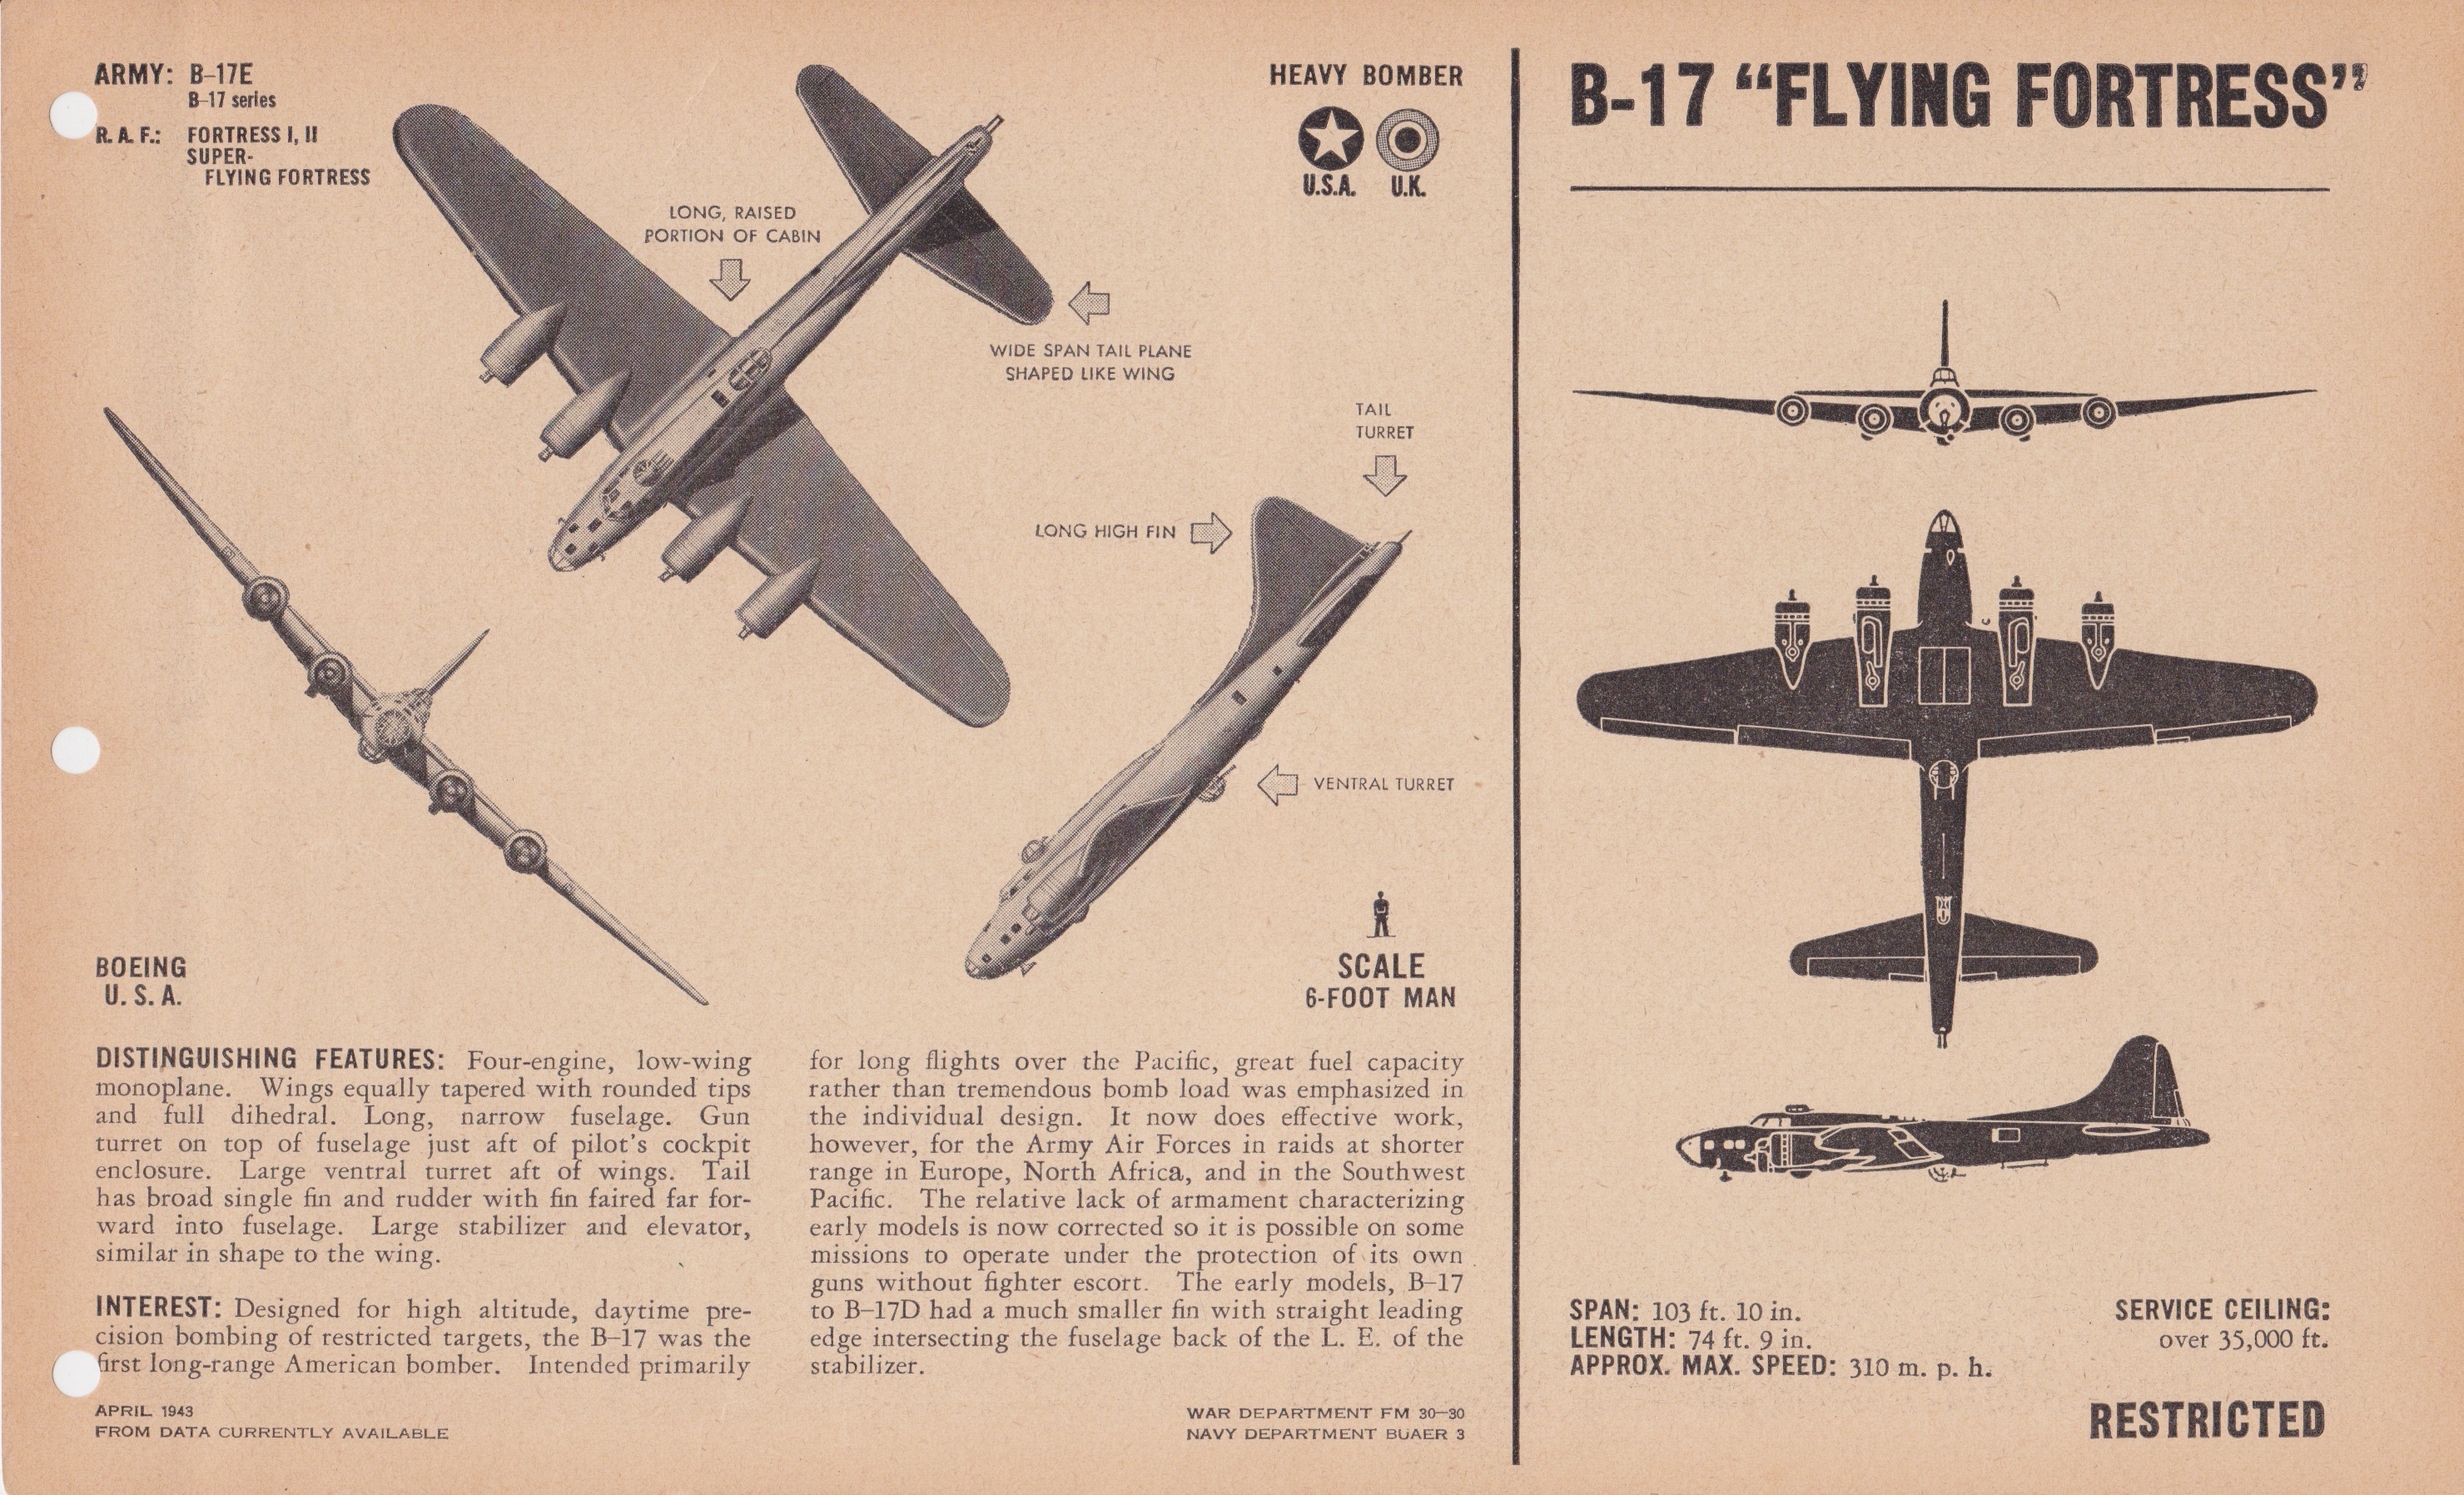 ARMY: B–17E
B–17 series
R. A. F.: FORTRESS I, II
SUPER-
FLYING FORTRESS
HEAVY BOMBER
U.S.A. U.K.
LONG, RAISED
PORTION OF CABIN
WIDE SPAN TAIL PLANE
SHAPED LIKE WING
TAIL
TURRET
LONG HIGH FIN
VENTRAL TURRET
SCALE
6-FOOT MAN
BOEING
U. S. A.
DISTINGUISHING FEATURES: Four-engine, low-wing
monoplane. Wings equally tapered with rounded tips
and full dihedral. Long, narrow fuselage. Gun
turret on top of fuselage just aft of pilot's cockpit
enclosure. Large ventral turret aft of wings. Tail
has broad single fin and rudder with fin faired far for-
ward into fuselage. Large stabilizer and elevator,
similar in shape to the wing.
INTEREST: Designed for high altitude, daytime pre-
cision bombing of restricted targets, the B–17 was the
first long-range American bomber. Intended primarily
for long flights over the Pacific, great fuel capacity
rather than tremendous bomb load was emphasized in
the individual design. It now does effective work,
however, for the Army Air Forces in raids at shorter
range in Europe, North Africa, and in the Southwest
Pacific. The relative lack of armament characterizing
early models is now corrected so it is possible on some
missions to operate under the protection of its own
guns without fighter escort. The early models, B–17
to B–17D had a much smaller fin with straight leading
edge intersecting the fuselage back of the L. E. of the
stabilizer.
APRIL 1943
FROM DATA CURRENTLY AVAILABLE
WAR DEPARTMENT FM 30—30
NAVY DEPARTMENT BUAER 3
B-17 “FLYING FORTRESS”
SPAN: 103 ft. 10 in.
LENGTH: 74 ft. 9 in.
APPROX. MAX. SPEED: 310 m. p. h.
SERVICE CEILING:
over 35,000 ft.
RESTRICTED